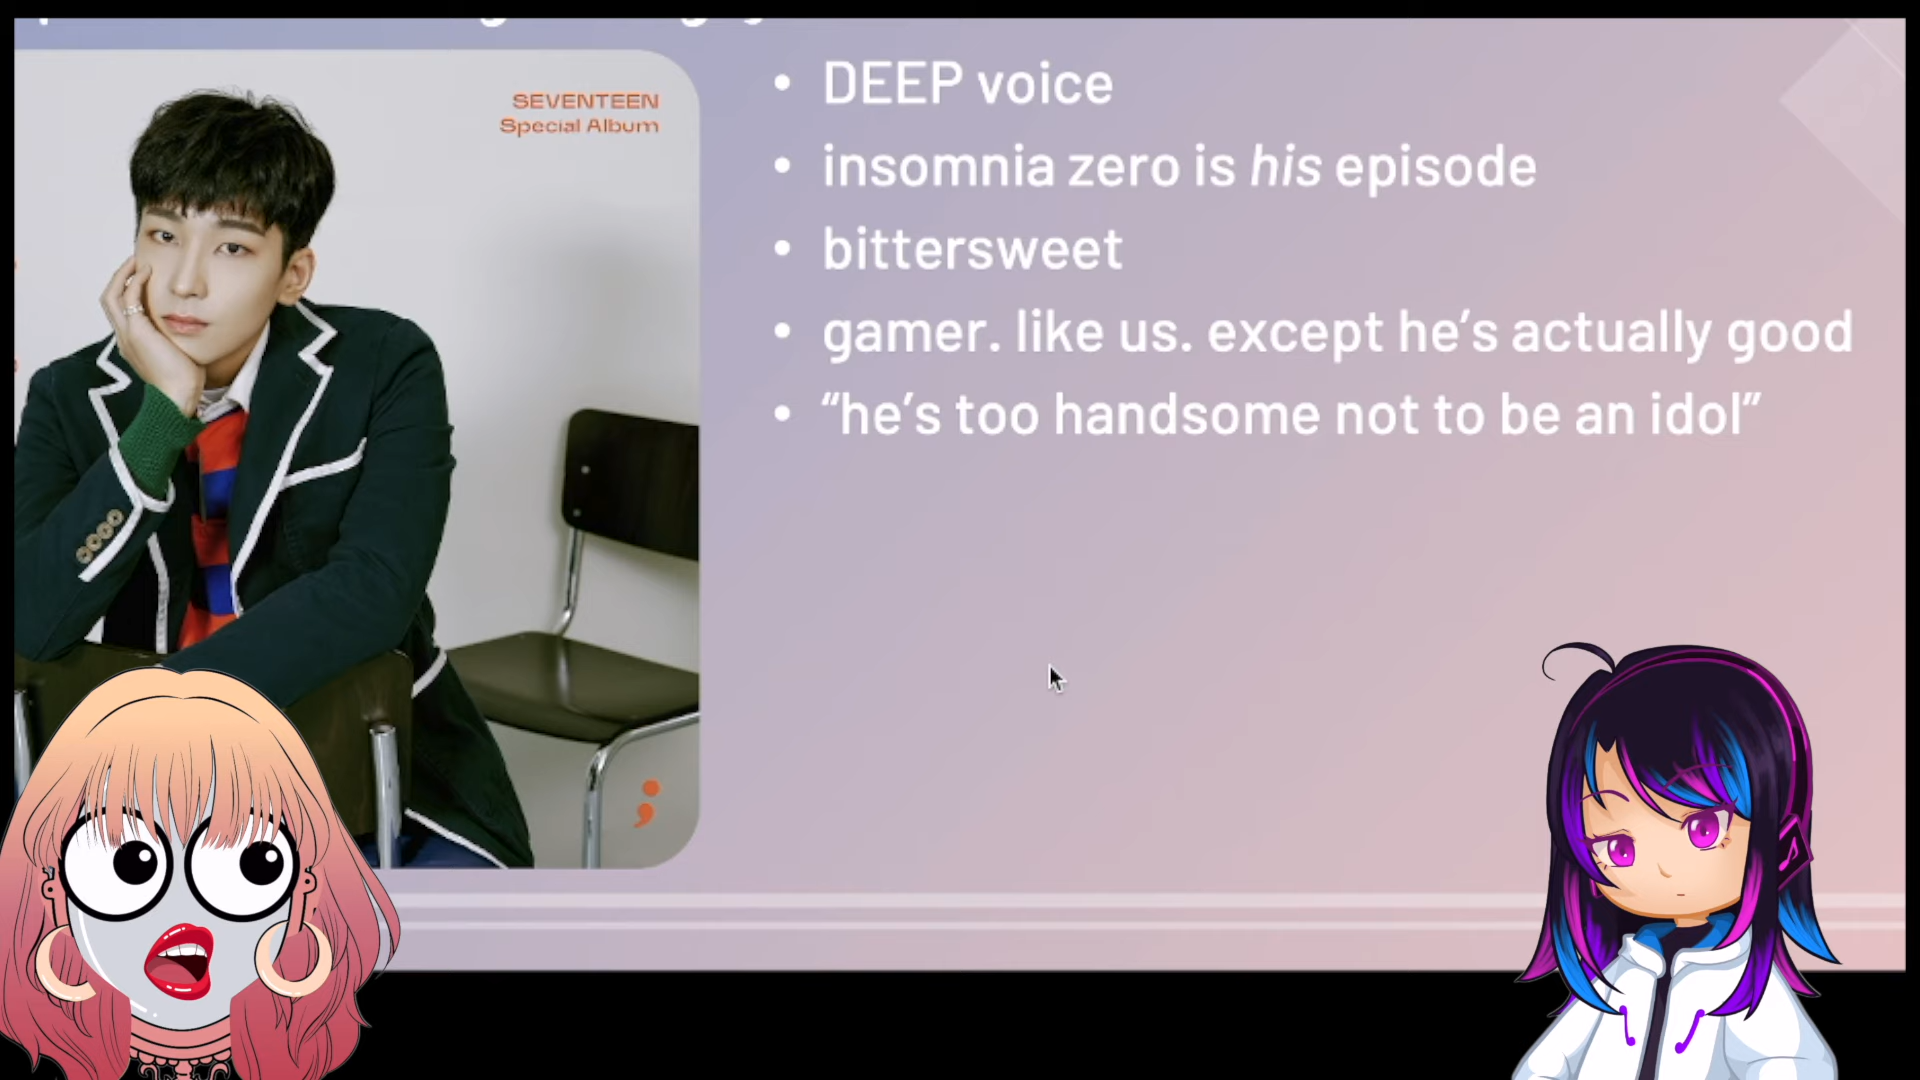 SEVENTEEN
Special Album
• DEEP voice
• insomnia zero is his episode
• bittersweet
• gamer. like us. except he’s actually good
• “he’s too handsome not to be an idol”
;